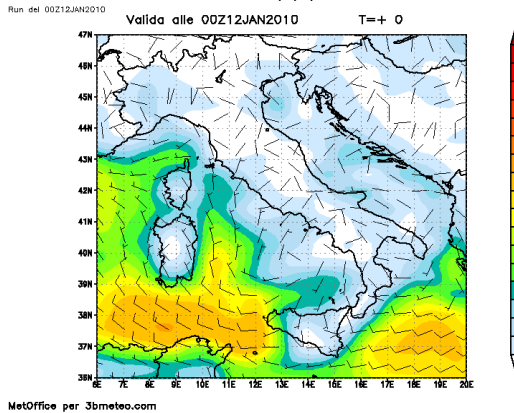 Run del 00Z12JAN2010
Valida alle 00Z12JAN2010 T=+ 0
47N
46N
45N
44N
43N
42N
41N
40N
39N
38N
37N
36N
35N
6E 7E 8E 9E 10E 11E 12E 13E 14E 15E 16E 17E 18E 19E 20E
MetOffice per 3bmeteo.com